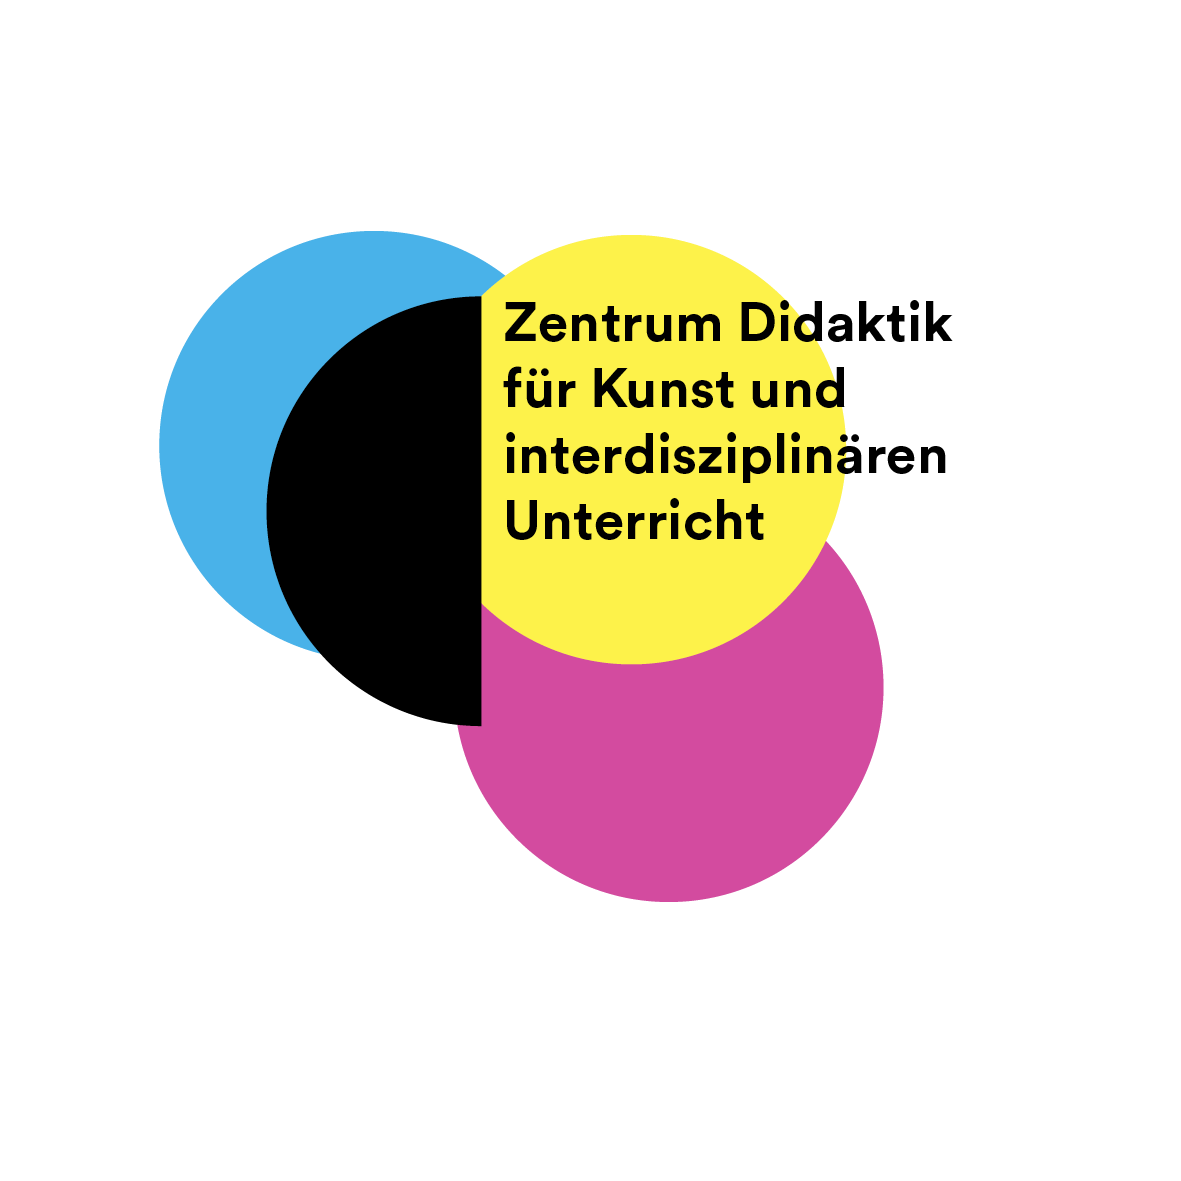 Zentrum Didaktik
für Kunst und
interdisziplinären
Unterricht